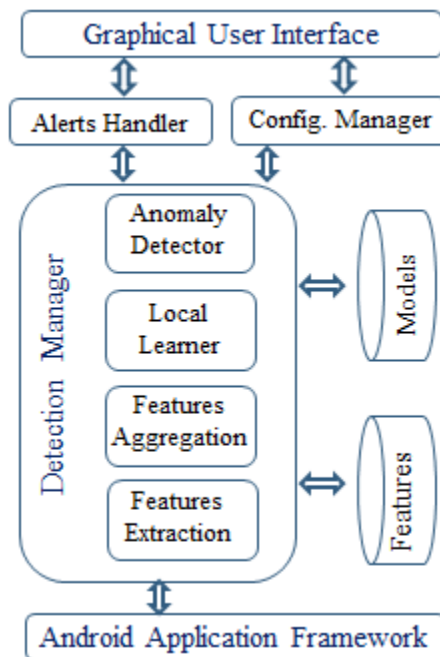 Graphical User Interface
Alerts Handler
Config. Manager
Detection Manager
Anomaly
Detector
Local
Learner
Features
Aggregation
Features
Extraction
Models
Features
Android Application Framework